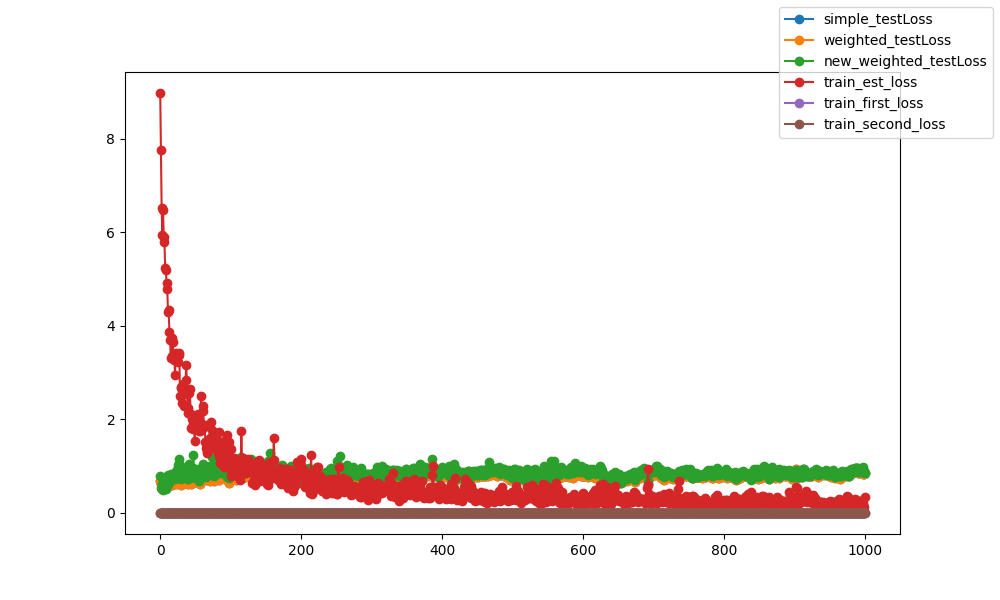 simple_testLoss
weighted_testLoss
new_weighted_testLoss
train_est_loss
train_first_loss
train_second_loss
8
6
4
2
0
0 200 400 600 800 1000